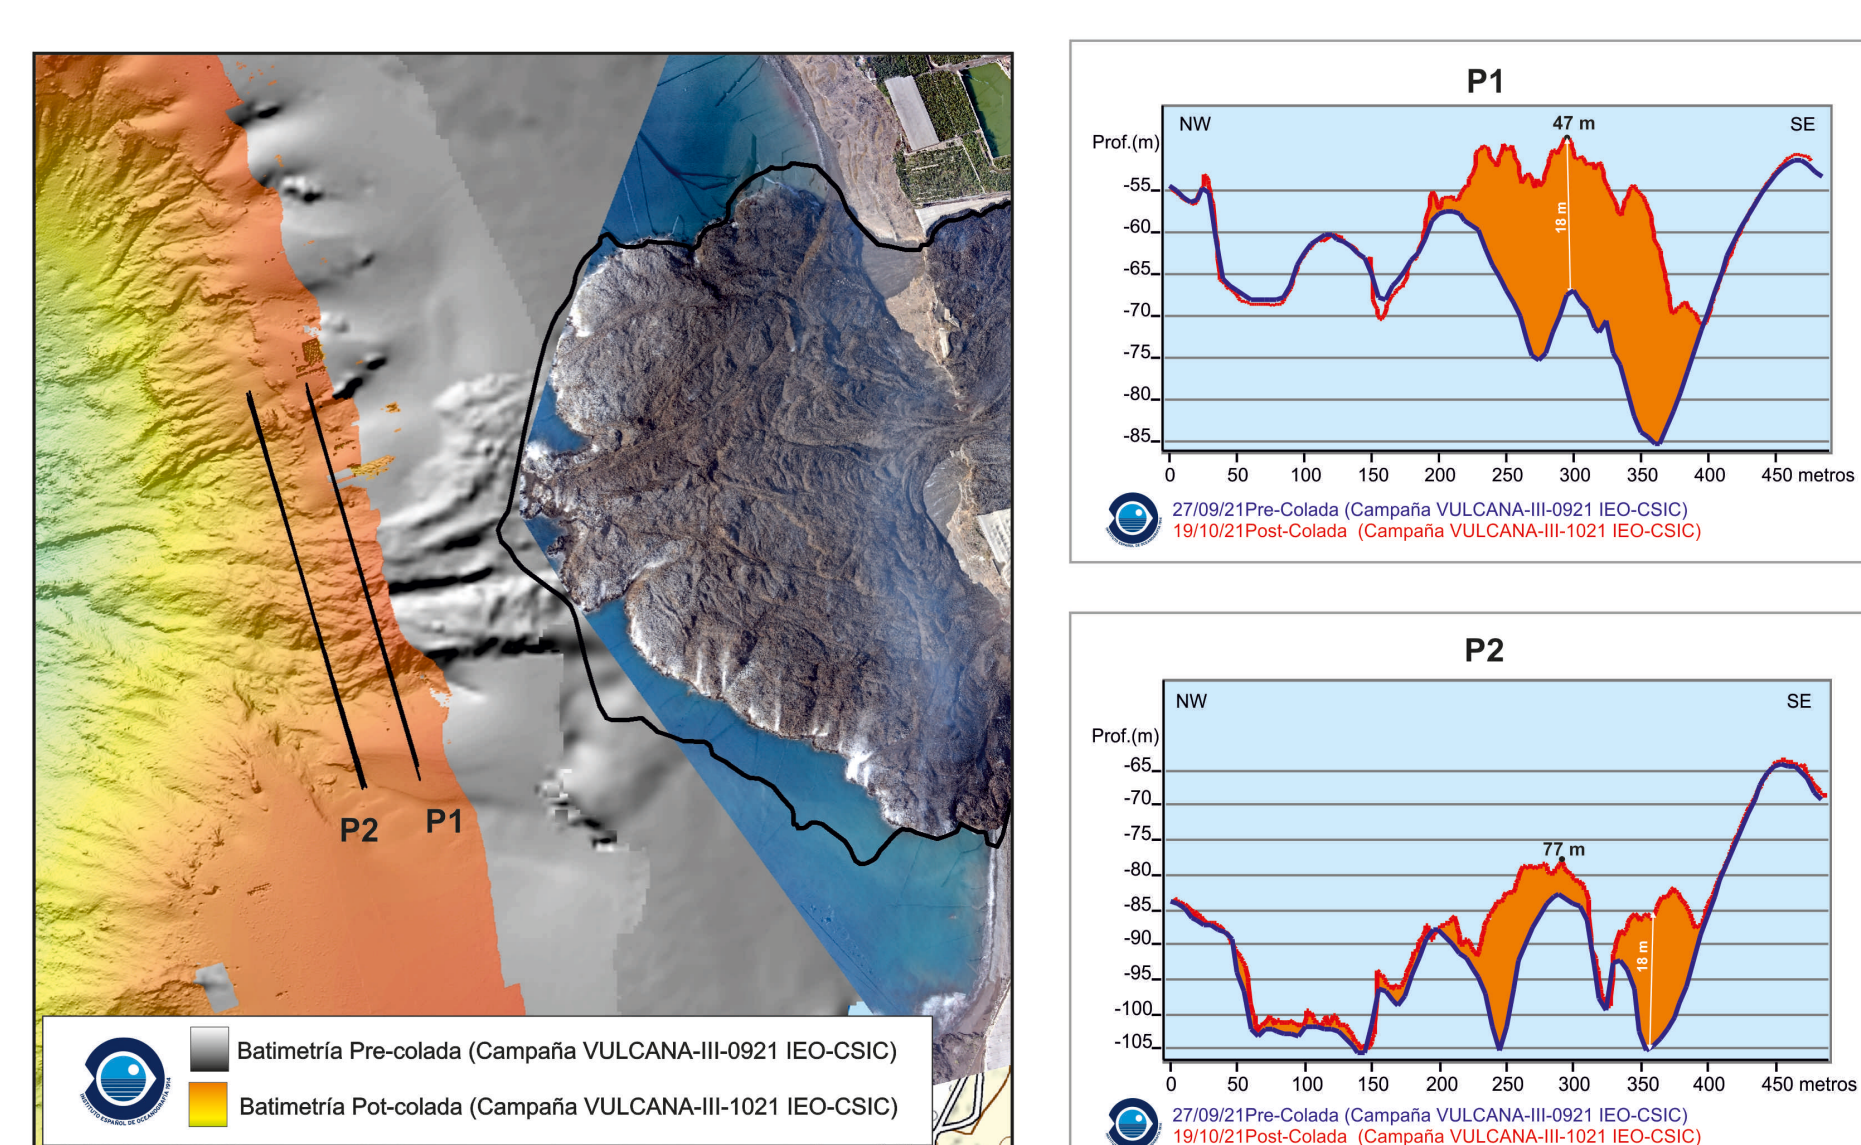 P2
P1
INSTITUTO ESPAÑOL DE OCEANOGRAFÍA 1914
Batimetría Pre-colada (Campaña VULCANA-III-0921 IEO-CSIC)
Batimetría Pot-colada (Campaña VULCANA-III-1021 IEO-CSIC)
P1
NW
47 m
SE
Prof.(m)
-55
-60
-65
-70
-75
-80
-85
18 m
0 50 100 150 200 250 300 350 400 450 metros
27/09/21Pre-Colada (Campaña VULCANA-III-0921 IEO-CSIC)
19/10/21Post-Colada (Campaña VULCANA-III-1021 IEO-CSIC)
P2
NW
SE
Prof.(m)
-65
-70
-75
77 m
-80
-85
-90
18 m
-95
-100
-105
0 50 100 150 200 250 300 350 400 450 metros
27/09/21Pre-Colada (Campaña VULCANA-III-0921 IEO-CSIC)
19/10/21Post-Colada (Campaña VULCANA-III-1021 IEO-CSIC)